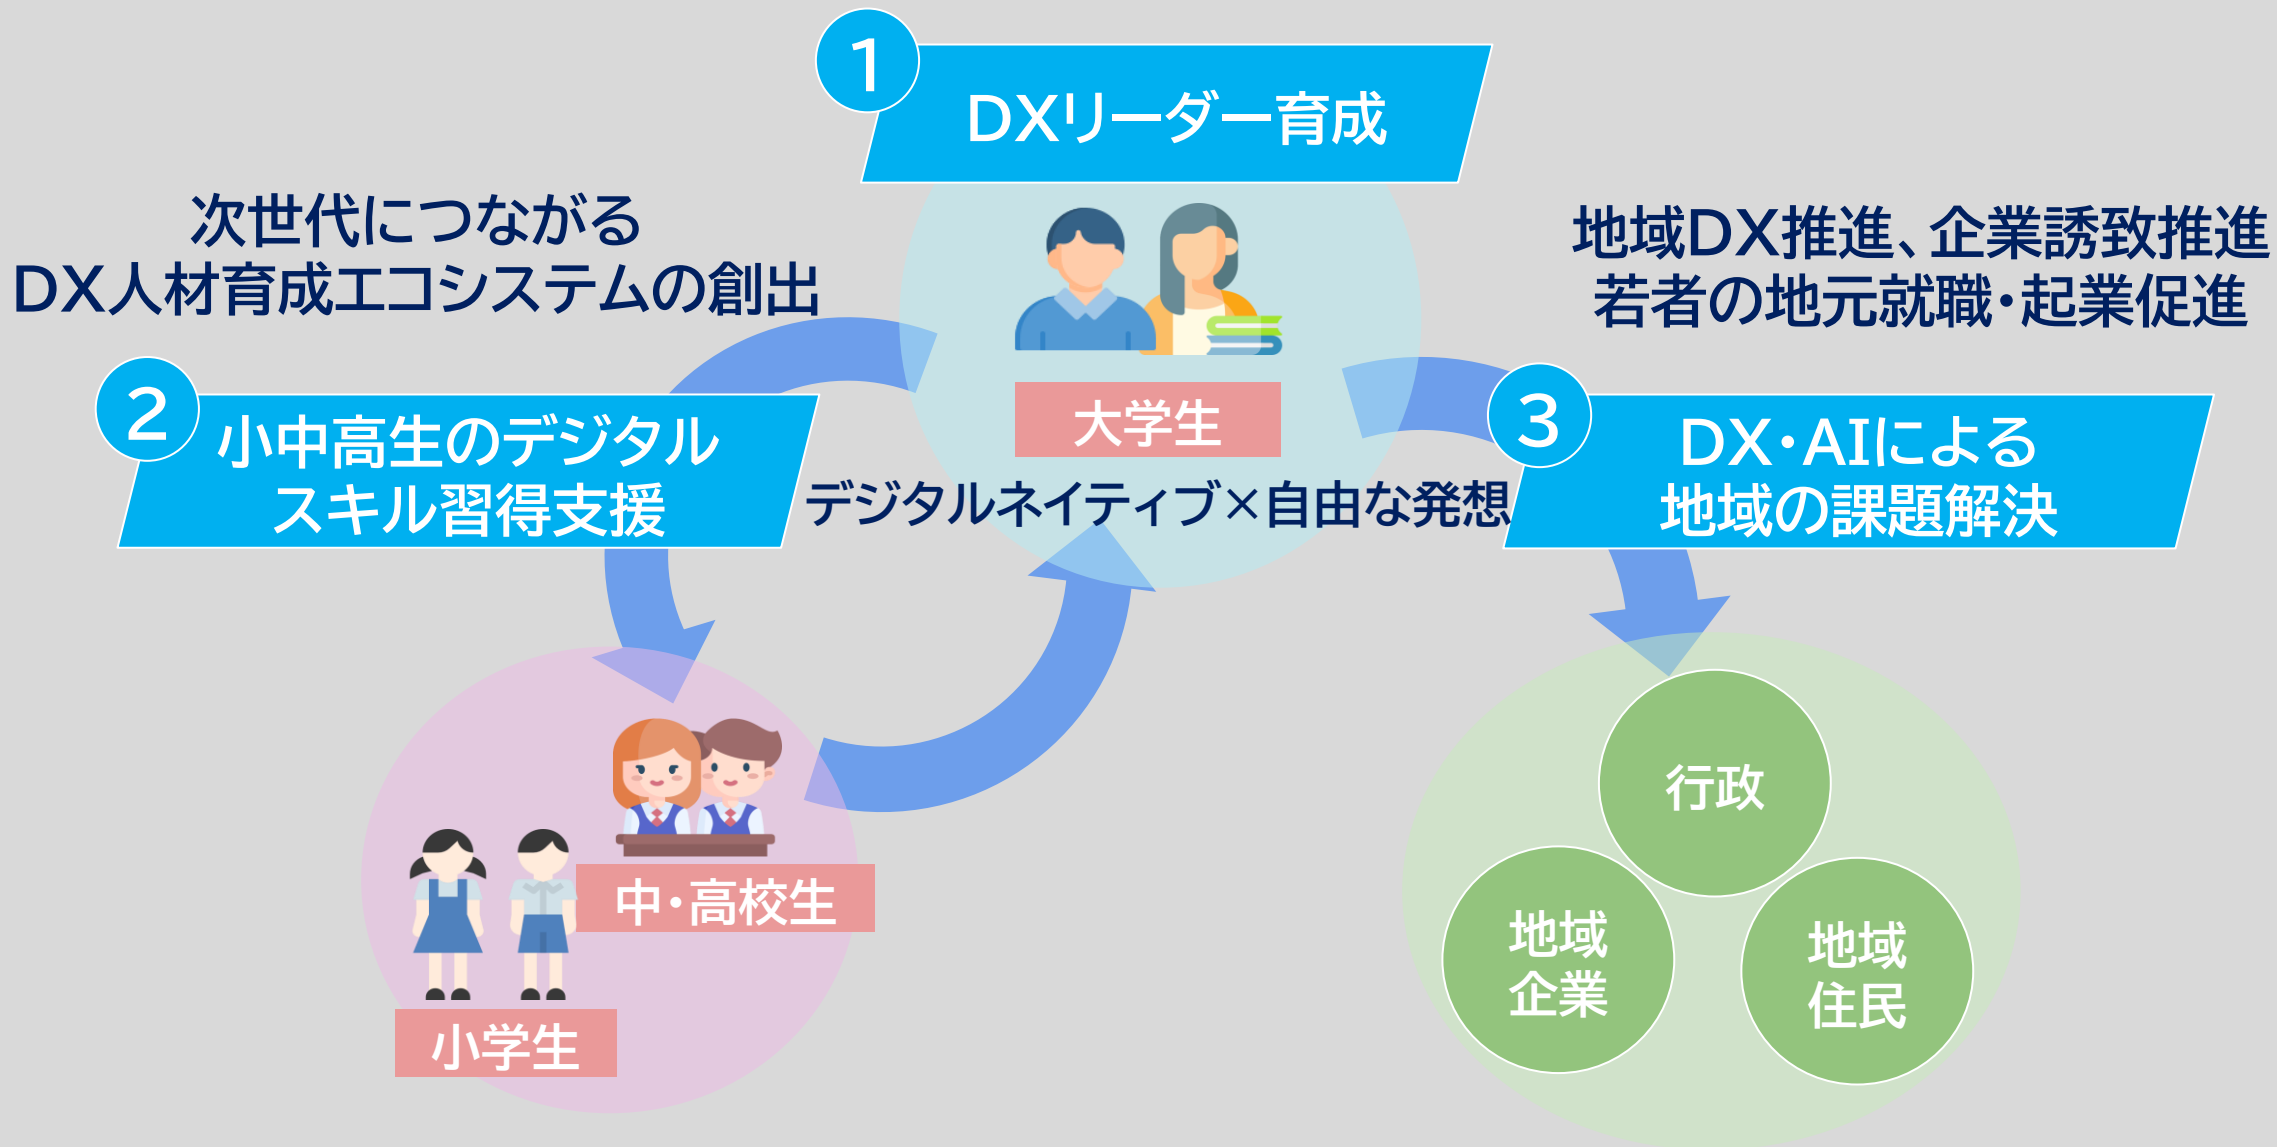 1
DXリーダー育成
次世代につながる
DX人材育成エコシステムの創出
地域DX推進、企業誘致推進
若者の地元就職・起業促進
大学生
デジタルネイティブ×自由な発想
2
小中高生のデジタル
スキル習得支援
3
DX・AIによる
地域の課題解決
中・高校生
小学生
行政
地域
企業
地域
住民